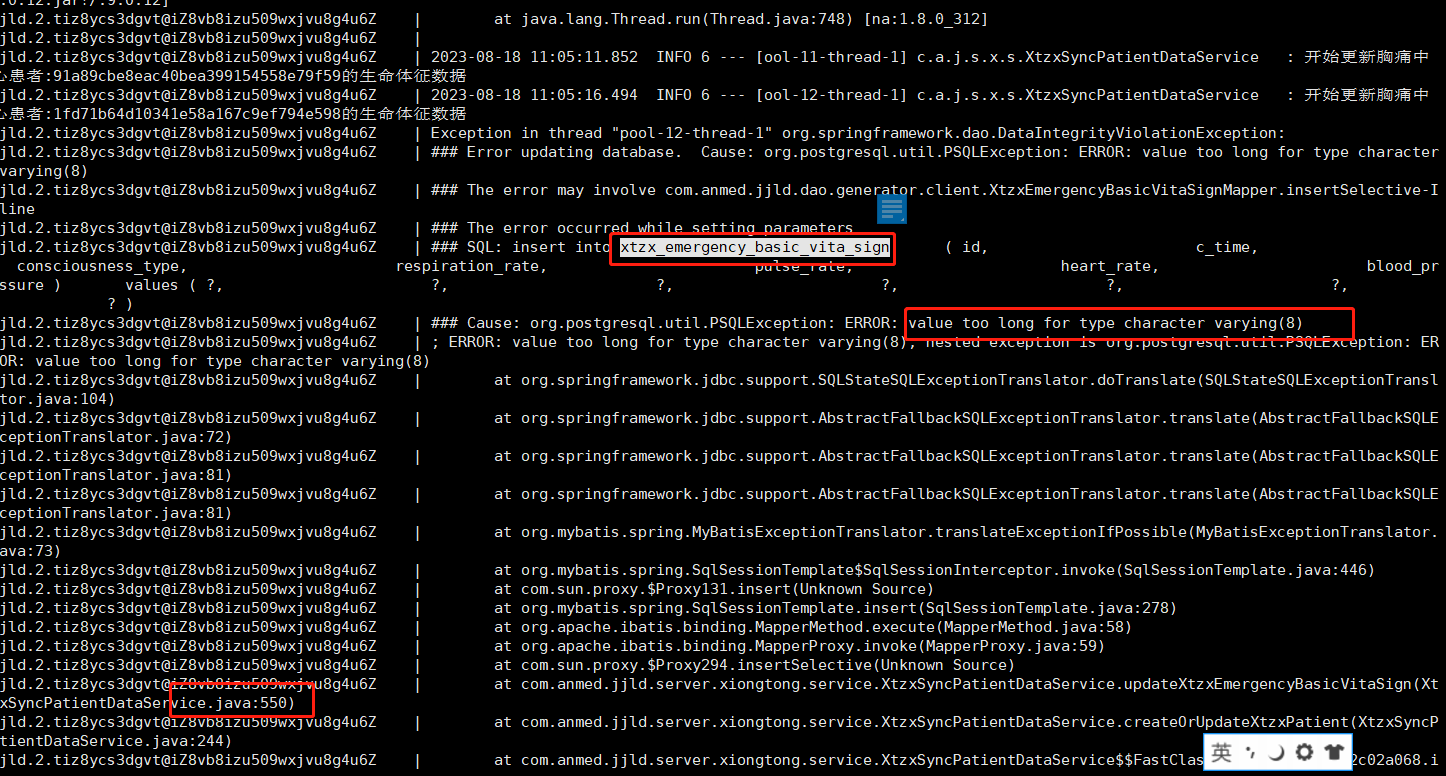 .0.12.jar!/:9.0.12]
jld.2.tiz8ycs3dgvt@iZ8vb8izu509wxjvu8g4u6Z    |         at java.lang.Thread.run(Thread.java:748) [na:1.8.0_312]
jld.2.tiz8ycs3dgvt@iZ8vb8izu509wxjvu8g4u6Z    |
jld.2.tiz8ycs3dgvt@iZ8vb8izu509wxjvu8g4u6Z    | 2023-08-18 11:05:11.852  INFO 6 --- [ool-11-thread-1] c.a.j.s.x.s.XtzxSyncPatientDataService   : 开始更新胸痛中
心患者:91a89cbe8eac40bea399154558e79f59的生命体征数据
jld.2.tiz8ycs3dgvt@iZ8vb8izu509wxjvu8g4u6Z    | 2023-08-18 11:05:16.494  INFO 6 --- [ool-12-thread-1] c.a.j.s.x.s.XtzxSyncPatientDataService   : 开始更新胸痛中
心患者:1fd71b64d10341e58a167c9ef794e598的生命体征数据
jld.2.tiz8ycs3dgvt@iZ8vb8izu509wxjvu8g4u6Z    | Exception in thread "pool-12-thread-1" org.springframework.dao.DataIntegrityViolationException:
jld.2.tiz8ycs3dgvt@iZ8vb8izu509wxjvu8g4u6Z    | ### Error updating database.  Cause: org.postgresql.util.PSQLException: ERROR: value too long for type character
varying(8)
jld.2.tiz8ycs3dgvt@iZ8vb8izu509wxjvu8g4u6Z    | ### The error may involve com.anmed.jjld.dao.generator.client.XtzxEmergencyBasicVitaSignMapper.insertSelective-I
line
jld.2.tiz8ycs3dgvt@iZ8vb8izu509wxjvu8g4u6Z    | ### The error occurred while setting parameters
jld.2.tiz8ycs3dgvt@iZ8vb8izu509wxjvu8g4u6Z    | ### SQL: insert into xtzx_emergency_basic_vita_sign      ( id,                       c_time,
consciousness_type,                       respiration_rate,                       pulse_rate,                       heart_rate,                       blood_pr
ssure )       values ( ?,                       ?,                       ?,                       ?,                       ?,                       ?,
? )
jld.2.tiz8ycs3dgvt@iZ8vb8izu509wxjvu8g4u6Z    | ### Cause: org.postgresql.util.PSQLException: ERROR: value too long for type character varying(8)
jld.2.tiz8ycs3dgvt@iZ8vb8izu509wxjvu8g4u6Z    | ; ERROR: value too long for type character varying(8); nested exception is org.postgresql.util.PSQLException: ER
OR: value too long for type character varying(8)
jld.2.tiz8ycs3dgvt@iZ8vb8izu509wxjvu8g4u6Z    |         at org.springframework.jdbc.support.SQLStateSQLExceptionTranslator.doTranslate(SQLStateSQLExceptionTransl
tor.java:104)
jld.2.tiz8ycs3dgvt@iZ8vb8izu509wxjvu8g4u6Z    |         at org.springframework.jdbc.support.AbstractFallbackSQLExceptionTranslator.translate(AbstractFallbackSQLE
ceptionTranslator.java:72)
jld.2.tiz8ycs3dgvt@iZ8vb8izu509wxjvu8g4u6Z    |         at org.springframework.jdbc.support.AbstractFallbackSQLExceptionTranslator.translate(AbstractFallbackSQLE
ceptionTranslator.java:81)
jld.2.tiz8ycs3dgvt@iZ8vb8izu509wxjvu8g4u6Z    |         at org.springframework.jdbc.support.AbstractFallbackSQLExceptionTranslator.translate(AbstractFallbackSQLE
ceptionTranslator.java:81)
jld.2.tiz8ycs3dgvt@iZ8vb8izu509wxjvu8g4u6Z    |         at org.mybatis.spring.MyBatisExceptionTranslator.translateExceptionIfPossible(MyBatisExceptionTranslator.
ava:73)
jld.2.tiz8ycs3dgvt@iZ8vb8izu509wxjvu8g4u6Z    |         at org.mybatis.spring.SqlSessionTemplate$SqlSessionInterceptor.invoke(SqlSessionTemplate.java:446)
jld.2.tiz8ycs3dgvt@iZ8vb8izu509wxjvu8g4u6Z    |         at com.sun.proxy.$Proxy131.insert(Unknown Source)
jld.2.tiz8ycs3dgvt@iZ8vb8izu509wxjvu8g4u6Z    |         at org.mybatis.spring.SqlSessionTemplate.insert(SqlSessionTemplate.java:278)
jld.2.tiz8ycs3dgvt@iZ8vb8izu509wxjvu8g4u6Z    |         at org.apache.ibatis.binding.MapperMethod.execute(MapperMethod.java:58)
jld.2.tiz8ycs3dgvt@iZ8vb8izu509wxjvu8g4u6Z    |         at org.apache.ibatis.binding.MapperProxy.invoke(MapperProxy.java:59)
jld.2.tiz8ycs3dgvt@iZ8vb8izu509wxjvu8g4u6Z    |         at com.sun.proxy.$Proxy294.insertSelective(Unknown Source)
jld.2.tiz8ycs3dgvt@iZ8vb8izu509wxjvu8g4u6Z    |         at com.anmed.jjld.server.xiongtong.service.XtzxSyncPatientDataService.updateXtzxEmergencyBasicVitaSign(Xt
xSyncPatientDataService.java:550)
jld.2.tiz8ycs3dgvt@iZ8vb8izu509wxjvu8g4u6Z    |         at com.anmed.jjld.server.xiongtong.service.XtzxSyncPatientDataService.createOrUpdateXtzxPatient(XtzxSyncP
tientDataService.java:244)
jld.2.tiz8ycs3dgvt@iZ8vb8izu509wxjvu8g4u6Z    |         at com.anmed.jjld.server.xiongtong.service.XtzxSyncPatientDataService$$FastClas 2c02a068.i
英